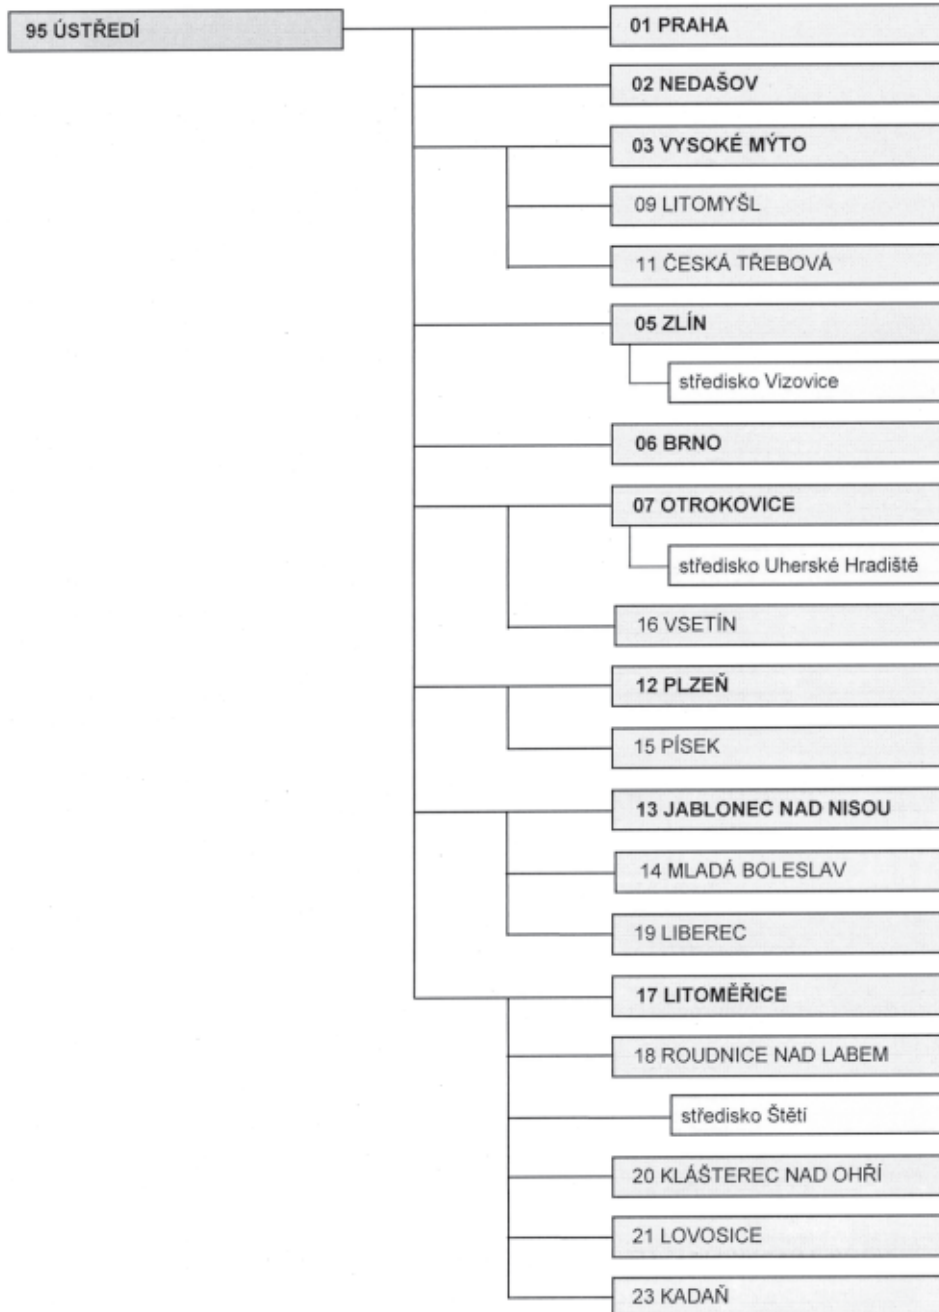 95 ÚSTŘEDÍ
01 PRAHA
02 NEDAŠOV
03 VYSOKÉ MÝTO
09 LITOMYŠL
11 ČESKÁ TŘEBOVÁ
05 ZLÍN
středisko Vizovice
06 BRNO
07 OTROKOVICE
středisko Uherské Hradiště
16 VSETÍN
12 PLZEŇ
15 PÍSEK
13 JABLONEC NAD NISOU
14 MLADÁ BOLESLAV
19 LIBEREC
17 LITOMĚŘICE
18 ROUDNICE NAD LABEM
středisko Štětí
20 KLÁŠTEREC NAD OHŘÍ
21 LOVOSICE
23 KADAŇ